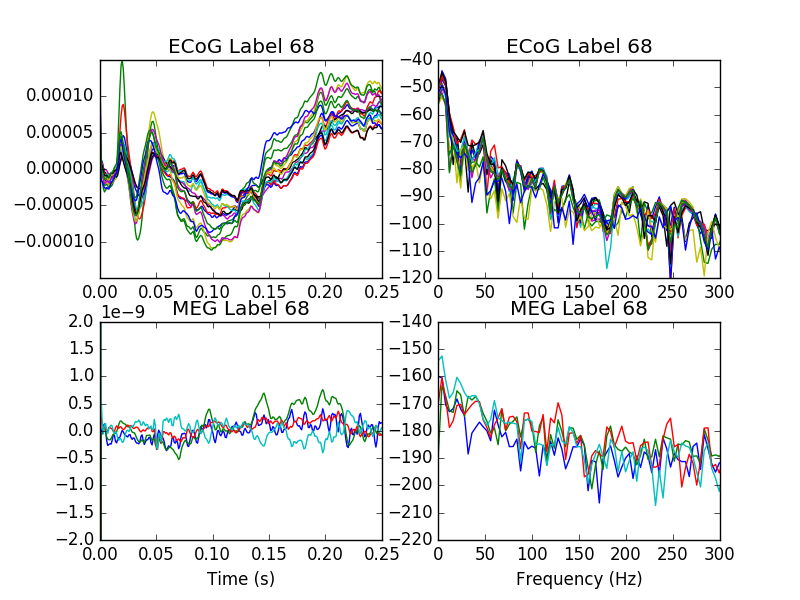 ECoG Label 68
0.00010
0.00005
0.00000
−0.00005
−0.00010
0.00 0.05 0.10 0.15 0.20 0.25
ECoG Label 68
−40
−50
−60
−70
−80
−90
−100
−110
−120
0 50 100 150 200 250 300
MEG Label 68
1e−9
2.0
1.5
1.0
0.5
0.0
−0.5
−1.0
−1.5
−2.0
0.00 0.05 0.10 0.15 0.20 0.25
Time (s)
MEG Label 68
−140
−150
−160
−170
−180
−190
−200
−210
−220
0 50 100 150 200 250 300
Frequency (Hz)